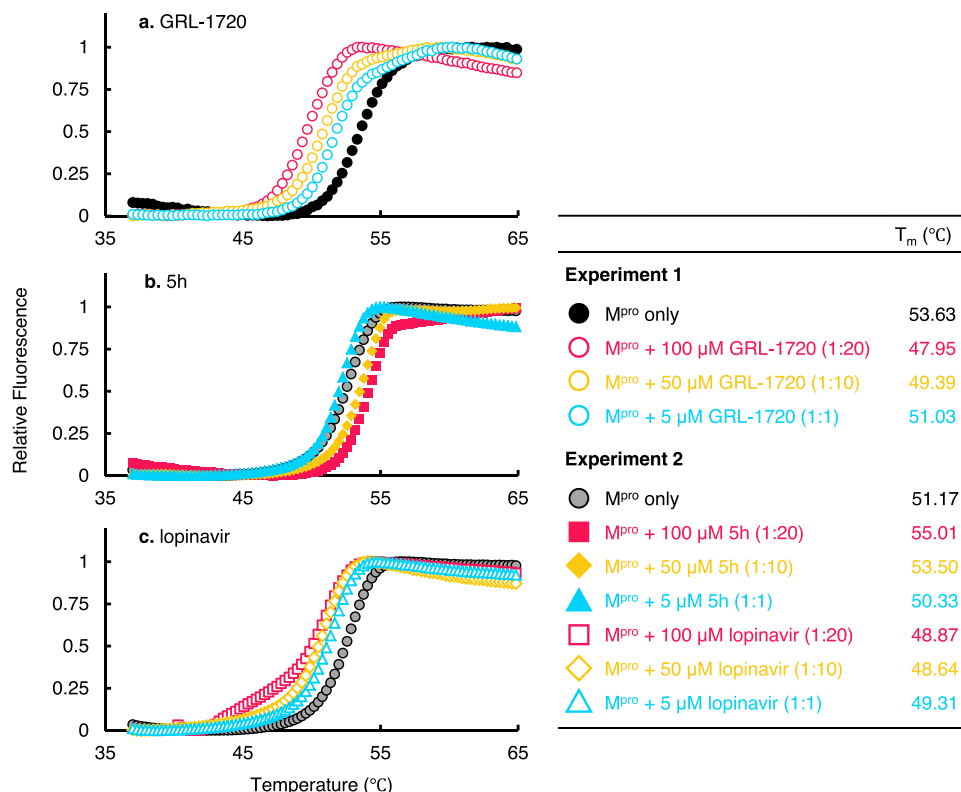 a. GRL-1720
1
0.75
0.5
0.25
0
35 45 55 65
b. 5h
1
0.75
0.5
0.25
0
35 45 55 65
c. lopinavir
1
0.75
0.5
0.25
0
35 45 55 65
Relative Fluorescence
Temperature (℃)
Tm (℃)
Experiment 1
Mpro only 53.63
Mpro + 100 µM GRL-1720 (1:20) 47.95
Mpro + 50 µM GRL-1720 (1:10) 49.39
Mpro + 5 µM GRL-1720 (1:1) 51.03
Experiment 2
Mpro only 51.17
Mpro + 100 µM 5h (1:20) 55.01
Mpro + 50 µM 5h (1:10) 53.50
Mpro + 5 µM 5h (1:1) 50.33
Mpro + 100 µM lopinavir (1:20) 48.87
Mpro + 50 µM lopinavir (1:10) 48.64
Mpro + 5 µM lopinavir (1:1) 49.31